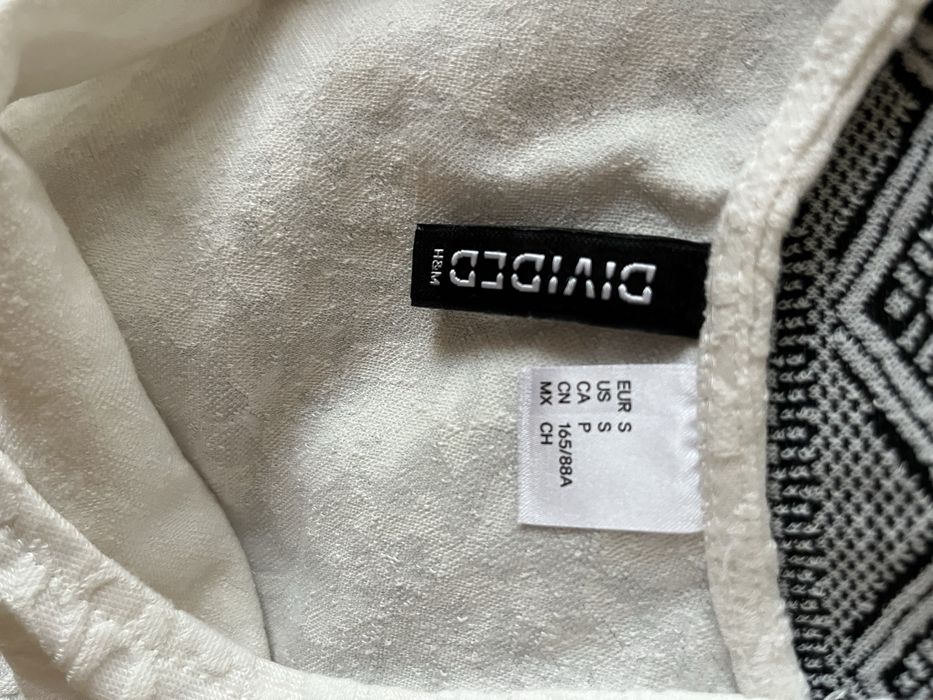 DIVIDED
H&M
EUR S
US S
CA P
CN 165/88A
MX CH